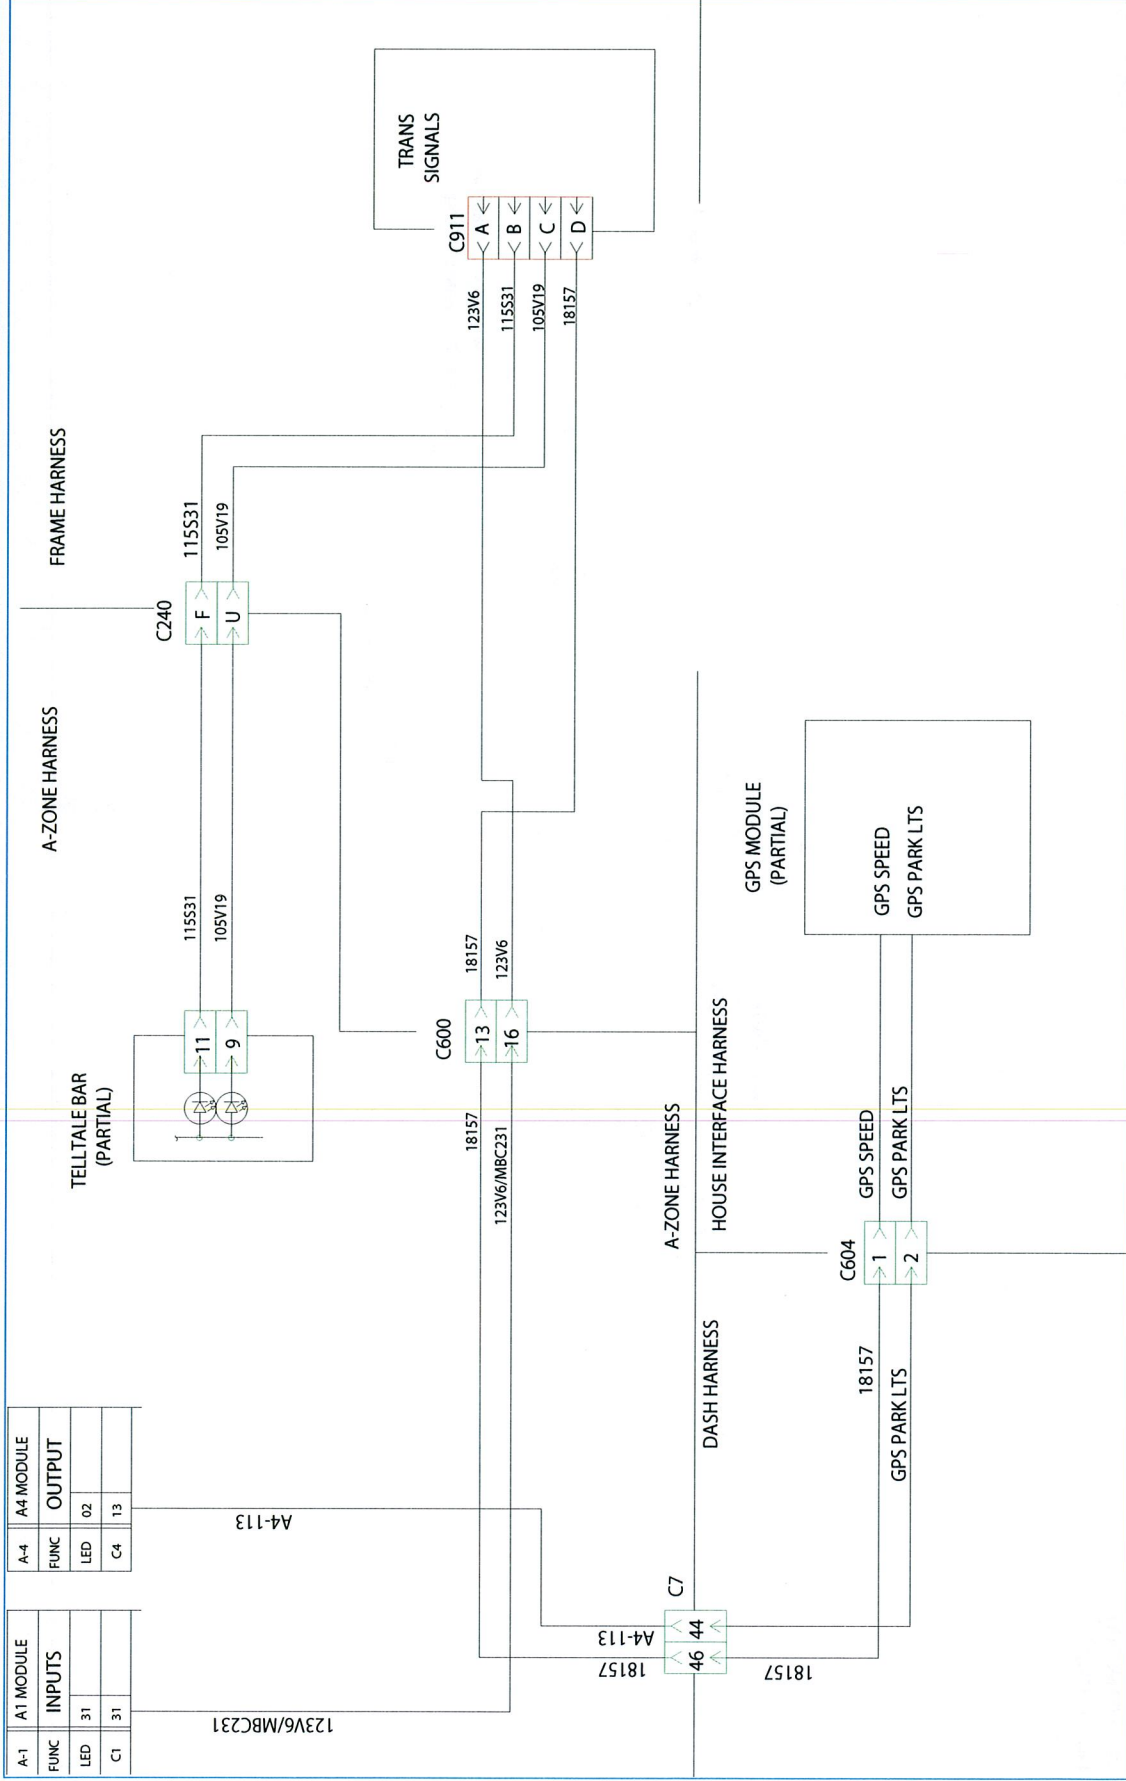 A-1
A1 MODULE
FUNC
INPUTS
LED
31
C1
31
A-4
A4 MODULE
FUNC
OUTPUT
LED
02
C4
13
123V6/MBC231
A4-113
TELLTALE BAR
(PARTIAL)
11
9
115S31
105V19
A-ZONE HARNESS
FRAME HARNESS
C240
F
U
115S31
105V19
C600
13
16
18157
123V6/MBC231
18157
123V6
TRANS
SIGNALS
C911
A
B
C
D
123V6
115S31
105V19
18157
A-ZONE HARNESS
DASH HARNESS
HOUSE INTERFACE HARNESS
C7
46
44
18157
A4-113
18157
18157
GPS PARK LTS
C604
1
2
GPS SPEED
GPS PARK LTS
GPS MODULE
(PARTIAL)
GPS SPEED
GPS PARK LTS